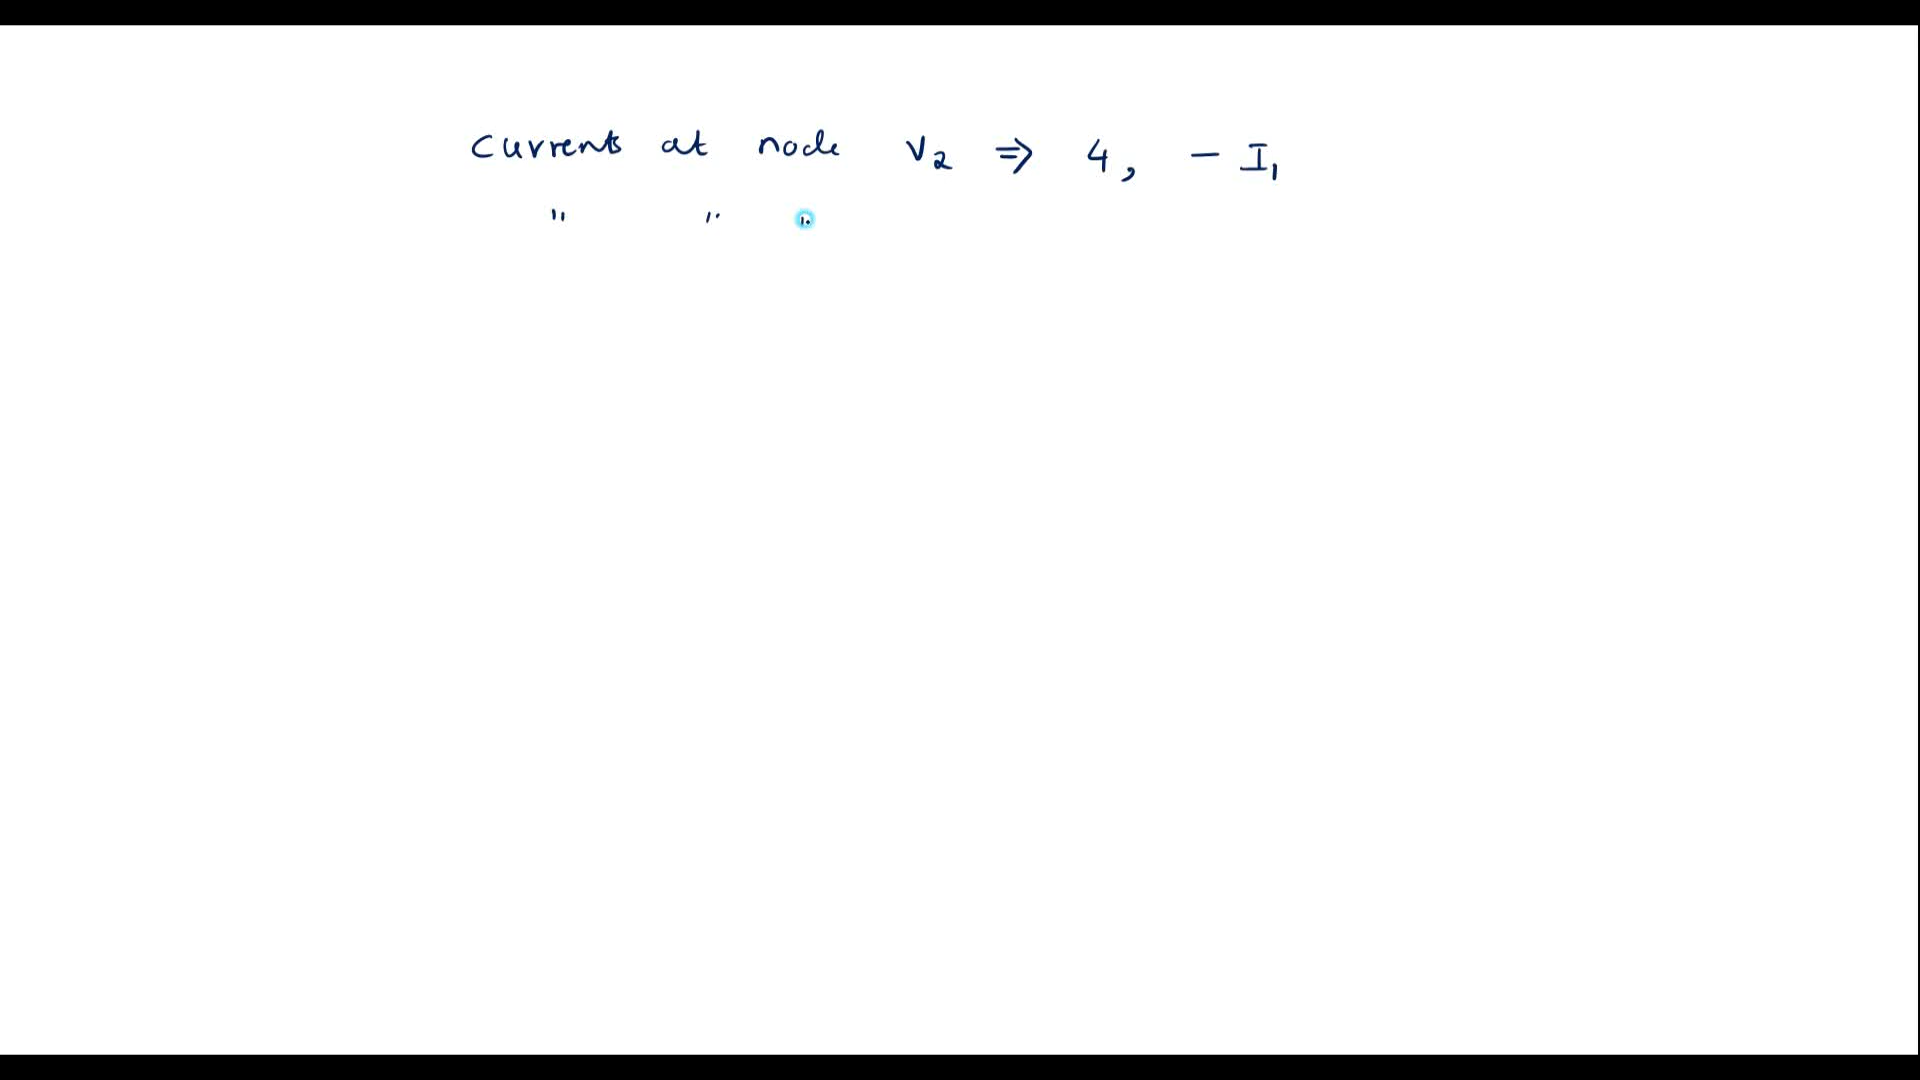 Currents at node V₂ ⇒ 4, - I₁
" " "